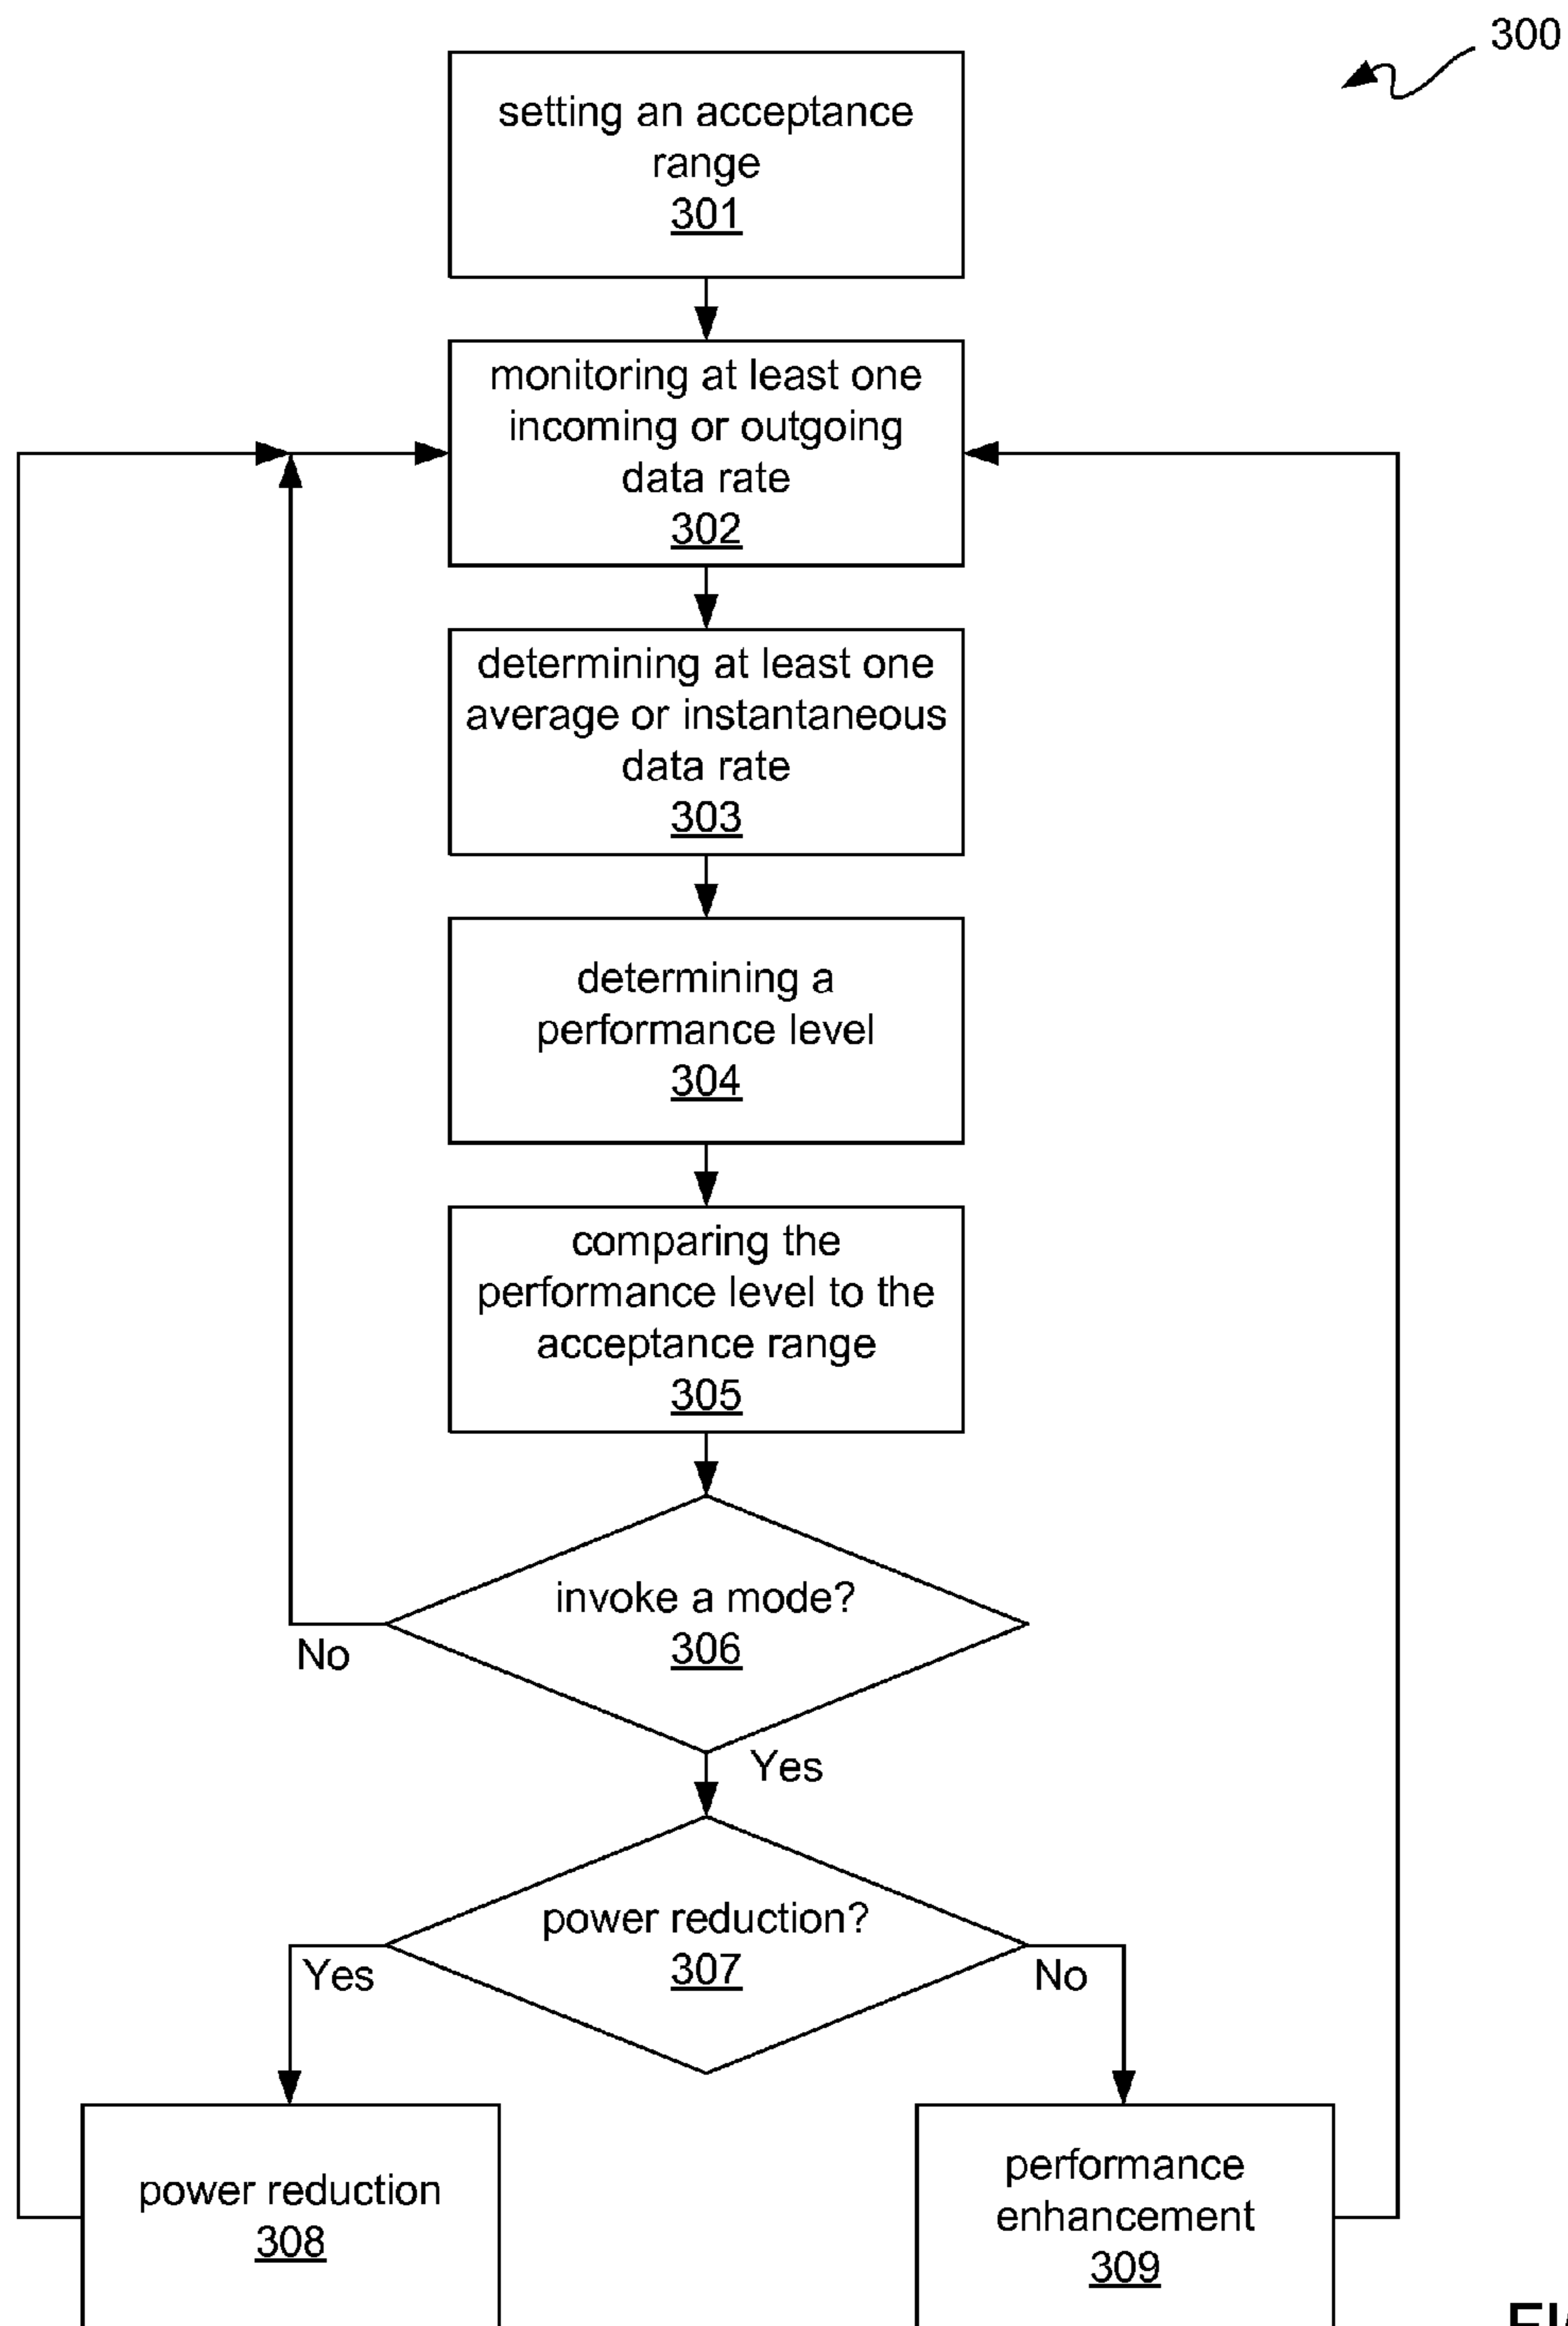 300
setting an acceptance
range
301
monitoring at least one
incoming or outgoing
data rate
302
determining at least one
average or instantaneous
data rate
303
determining a
performance level
304
comparing the
performance level to the
acceptance range
305
invoke a mode?
306
No
Yes
power reduction?
307
Yes
No
power reduction
308
performance
enhancement
309